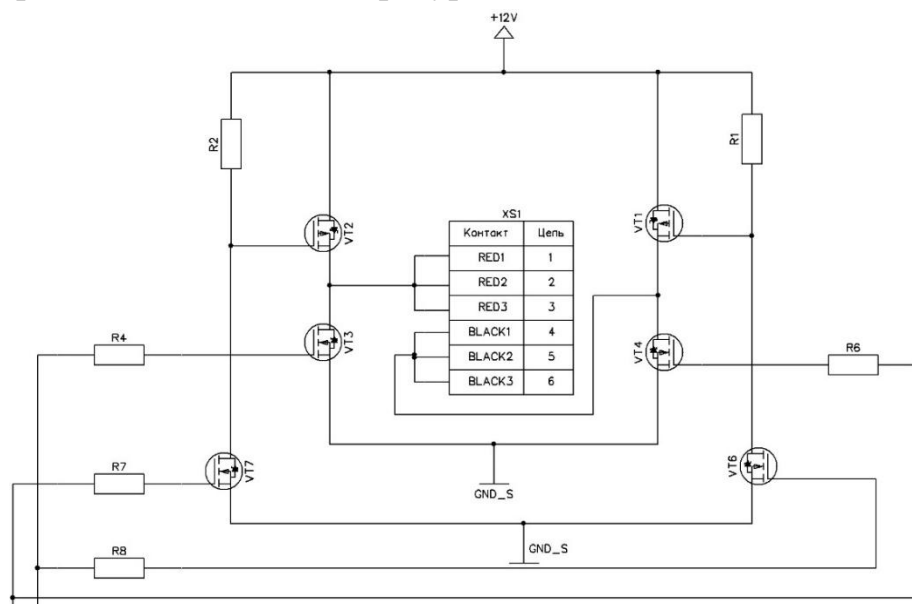 +12V
R2
R1
VT2
VT1
XS1
Контакт Цепь
RED1 1
RED2 2
RED3 3
BLACK1 4
BLACK2 5
BLACK3 6
R4
VT3
VT4
R6
R7
VT7
VT6
GND_S
R8
GND_S